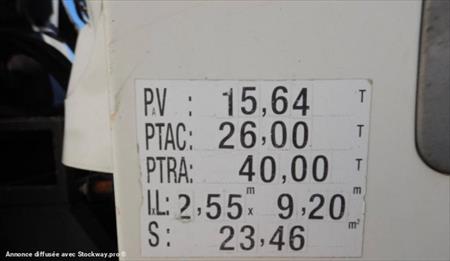 P.V : 15,64 T
PTAC: 26,00 T
PTRA: 40,00 T
LxL: 2,55 m x 9,20 m
S : 23,46 m²
Annonce diffusée avec Stockway.pro ®